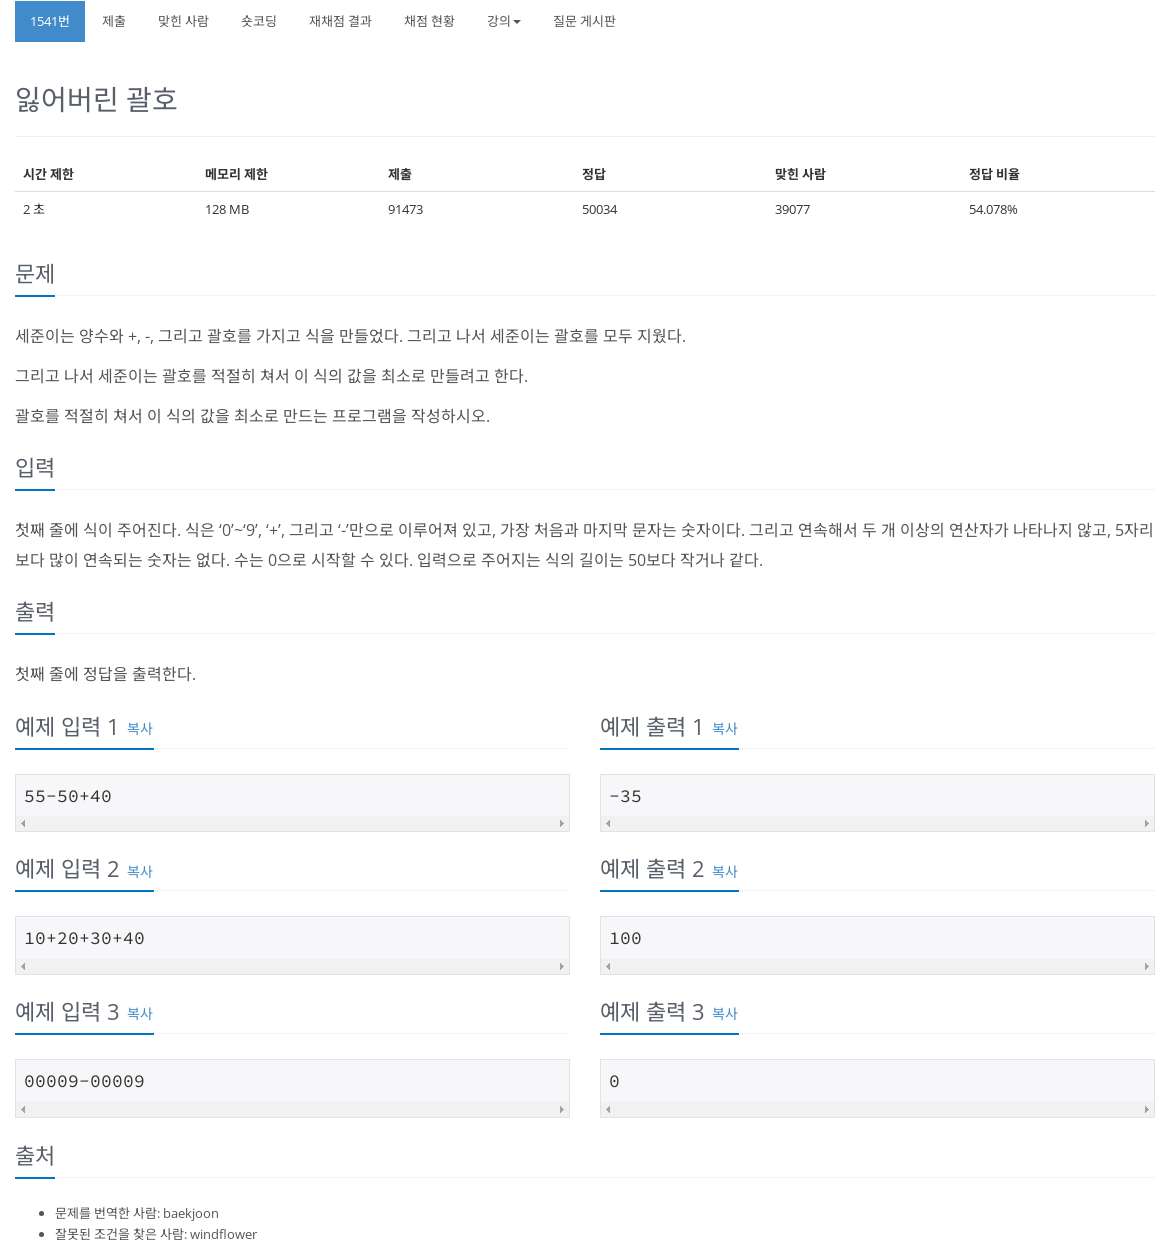 1541번 제출 맞힌 사람 숏코딩 재채점 결과 채점 현황 강의 질문 게시판
잃어버린 괄호
시간 제한 메모리 제한 제출 정답 맞힌 사람 정답 비율
2 초 128 MB 91473 50034 39077 54.078%
문제
세준이는 양수와 +, -, 그리고 괄호를 가지고 식을 만들었다. 그리고 나서 세준이는 괄호를 모두 지웠다.
그리고 나서 세준이는 괄호를 적절히 쳐서 이 식의 값을 최소로 만들려고 한다.
괄호를 적절히 쳐서 이 식의 값을 최소로 만드는 프로그램을 작성하시오.
입력
첫째 줄에 식이 주어진다. 식은 ‘0’~‘9’, ‘+’, 그리고 ‘-’만으로 이루어져 있고, 가장 처음과 마지막 문자는 숫자이다. 그리고 연속해서 두 개 이상의 연산자가 나타나지 않고, 5자리
보다 많이 연속되는 숫자는 없다. 수는 0으로 시작할 수 있다. 입력으로 주어지는 식의 길이는 50보다 작거나 같다.
출력
첫째 줄에 정답을 출력한다.
예제 입력 1 복사
55-50+40
예제 출력 1 복사
-35
예제 입력 2 복사
10+20+30+40
예제 출력 2 복사
100
예제 입력 3 복사
00009-00009
예제 출력 3 복사
0
출처
문제를 번역한 사람: baekjoon
잘못된 조건을 찾은 사람: windflower